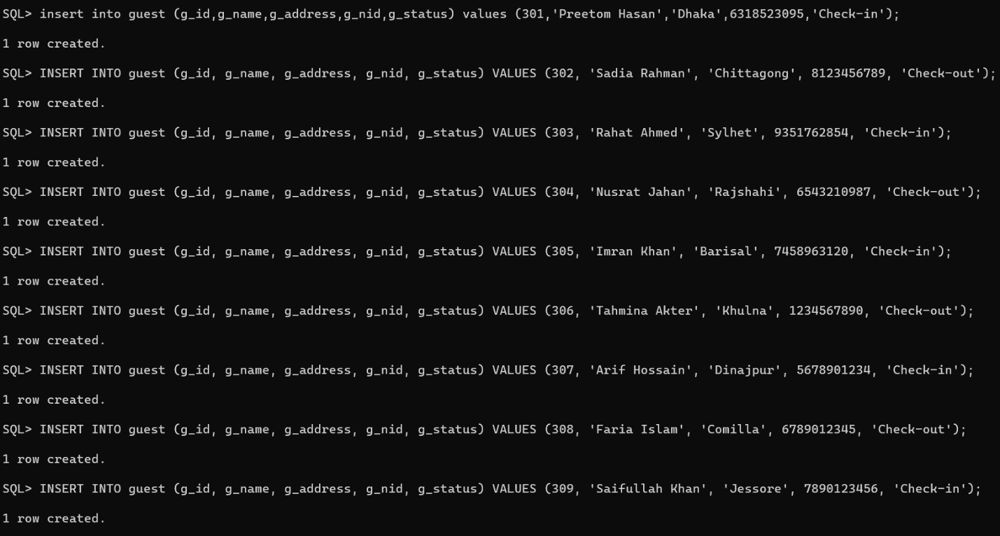 SQL> insert into guest (g_id,g_name,g_address,g_nid,g_status) values (301,'Preetom Hasan','Dhaka',6318523095,'Check-in');
1 row created.
SQL> INSERT INTO guest (g_id, g_name, g_address, g_nid, g_status) VALUES (302, 'Sadia Rahman', 'Chittagong', 8123456789, 'Check-out');
1 row created.
SQL> INSERT INTO guest (g_id, g_name, g_address, g_nid, g_status) VALUES (303, 'Rahat Ahmed', 'Sylhet', 9351762854, 'Check-in');
1 row created.
SQL> INSERT INTO guest (g_id, g_name, g_address, g_nid, g_status) VALUES (304, 'Nusrat Jahan', 'Rajshahi', 6543210987, 'Check-out');
1 row created.
SQL> INSERT INTO guest (g_id, g_name, g_address, g_nid, g_status) VALUES (305, 'Imran Khan', 'Barisal', 7458963120, 'Check-in');
1 row created.
SQL> INSERT INTO guest (g_id, g_name, g_address, g_nid, g_status) VALUES (306, 'Tahmina Akter', 'Khulna', 1234567890, 'Check-out');
1 row created.
SQL> INSERT INTO guest (g_id, g_name, g_address, g_nid, g_status) VALUES (307, 'Arif Hossain', 'Dinajpur', 5678901234, 'Check-in');
1 row created.
SQL> INSERT INTO guest (g_id, g_name, g_address, g_nid, g_status) VALUES (308, 'Faria Islam', 'Comilla', 6789012345, 'Check-out');
1 row created.
SQL> INSERT INTO guest (g_id, g_name, g_address, g_nid, g_status) VALUES (309, 'Saifullah Khan', 'Jessore', 7890123456, 'Check-in');
1 row created.